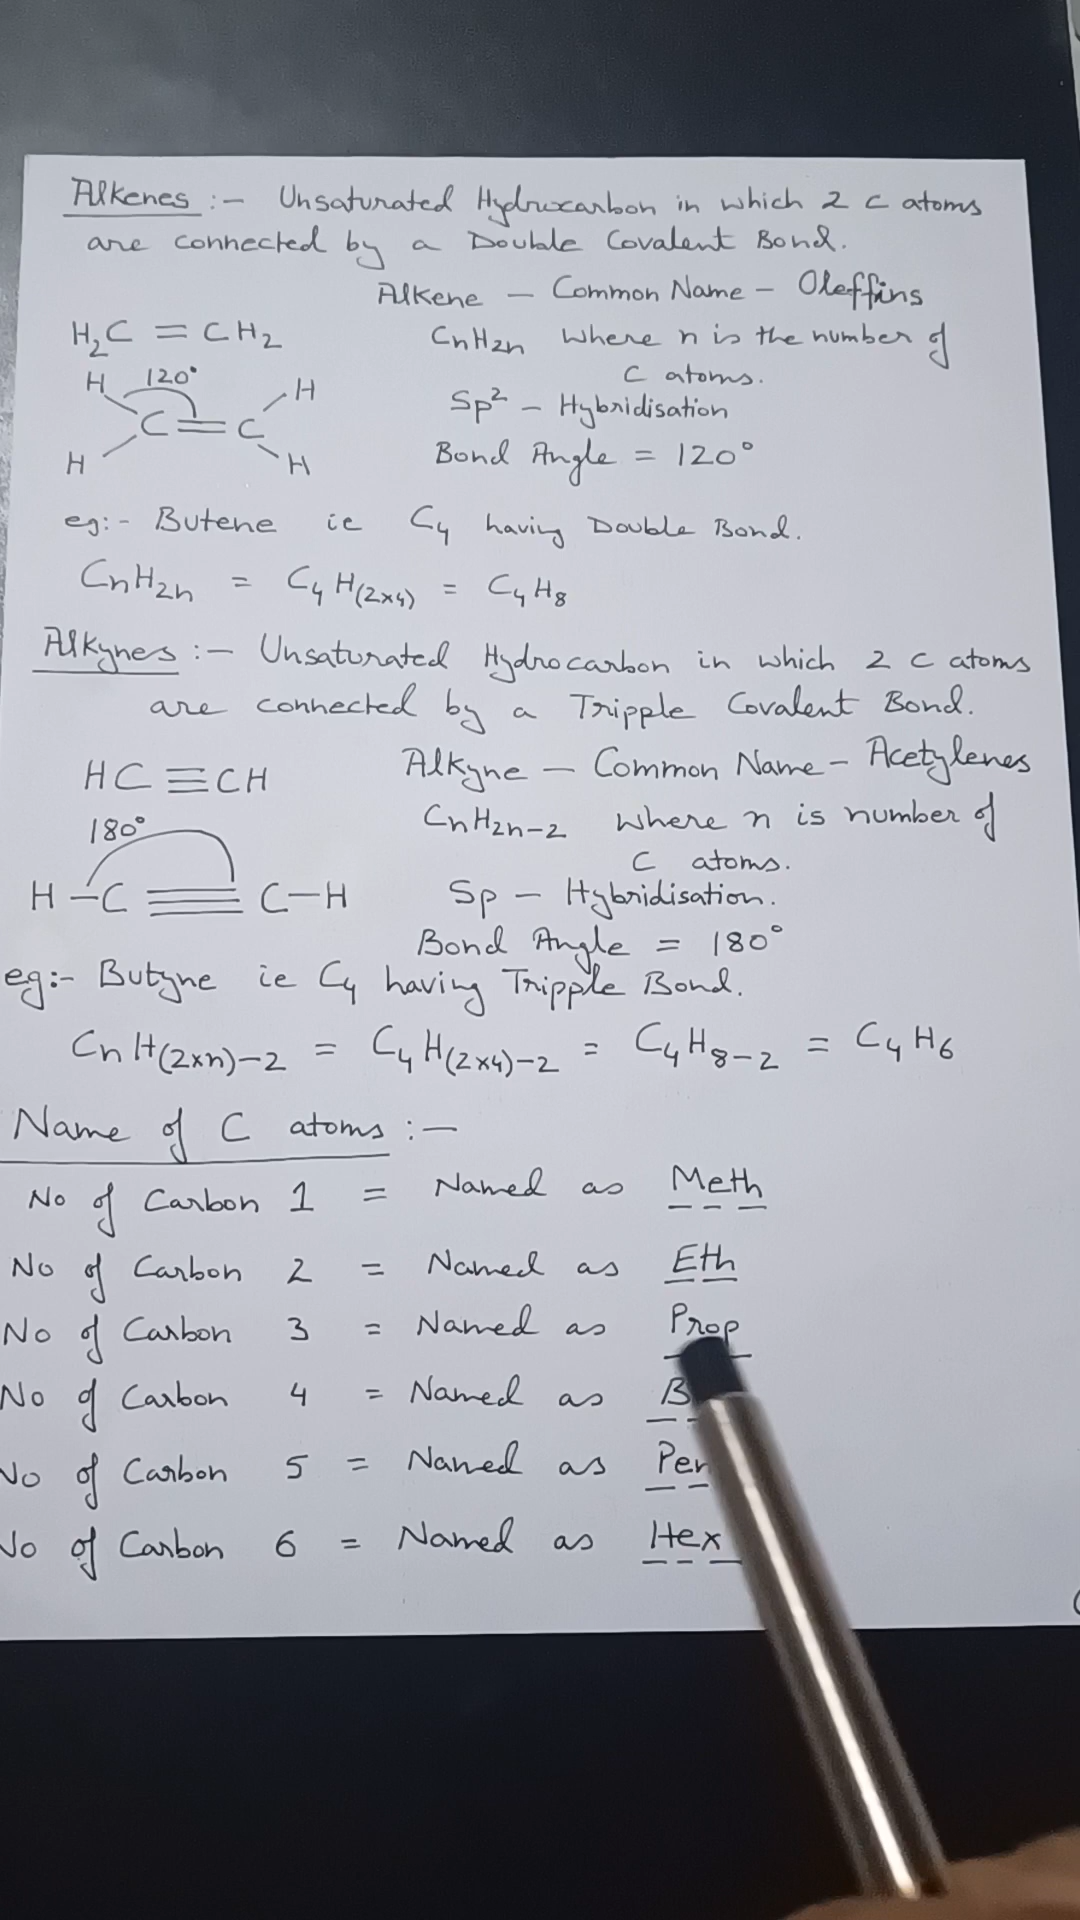 Alkenes :- Unsaturated Hydrocarbon in which 2 C atoms
are connected by a Double Covalent Bond.
Alkene - Common Name - Oleffins
H₂C = CH₂
CnH2n where n is the number of
C atoms.
H 120° H
C = C
H H
Sp² - Hybridisation
Bond Angle = 120°
eg:- Butene ie C₄ having Double Bond.
CnH2n = C₄H(2x4) = C₄H₈
Alkynes :- Unsaturated Hydrocarbon in which 2 C atoms
are connected by a Tripple Covalent Bond.
HC ≡ CH
Alkyne - Common Name - Acetylenes
CnH2n-2 where n is number of
C atoms.
180°
H-C ≡ C-H
Sp - Hybridisation.
Bond Angle = 180°
eg:- Butyne ie C₄ having Tripple Bond.
CnH(2xn)-2 = C₄H(2x4)-2 = C₄H8-2 = C₄H₆
Name of C atoms :-
No of Carbon 1 = Named as Meth
No of Carbon 2 = Named as Eth
No of Carbon 3 = Named as Prop
No of Carbon 4 = Named as
No of Carbon 5 = Named as
No of Carbon 6 = Named as Hex